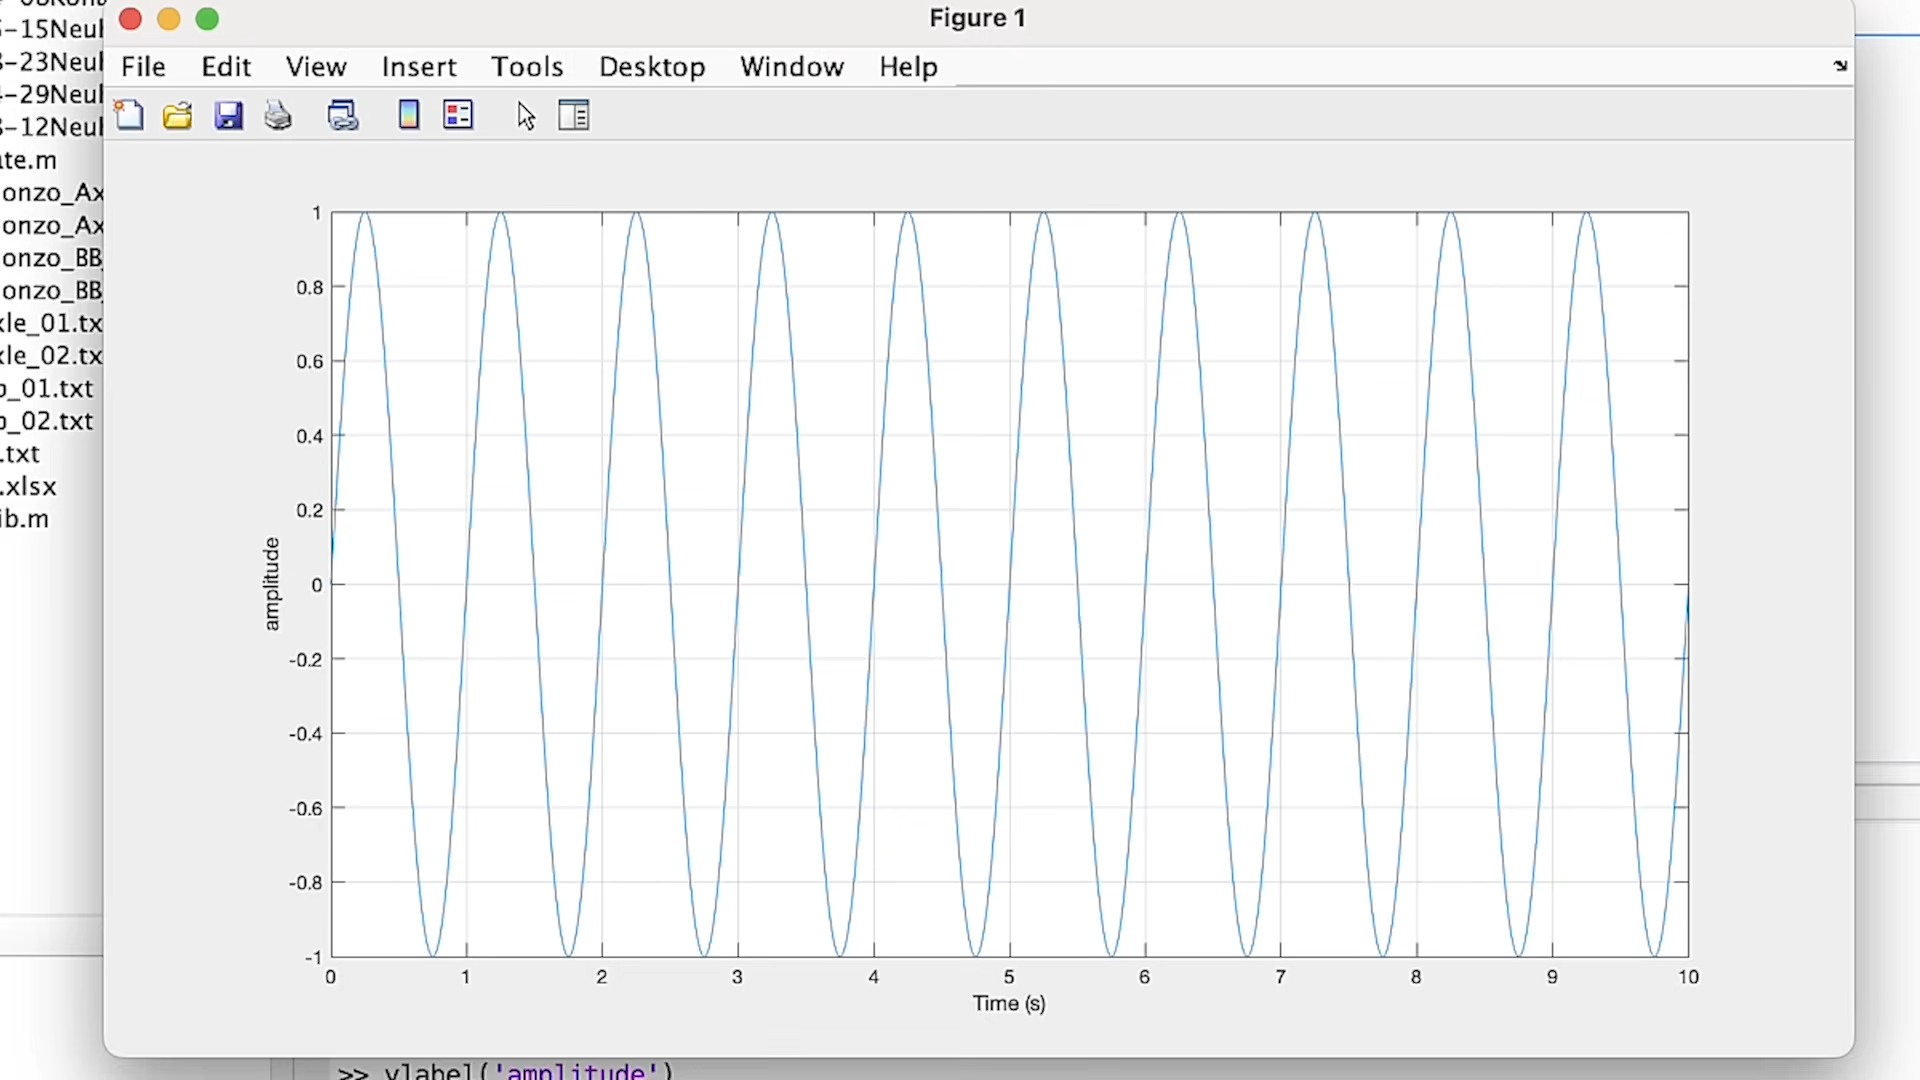 Figure 1
File Edit View Insert Tools Desktop Window Help
-15Neu
-23Neu
-29Neu
-12Neu
te.m
onzo_Ax
onzo_Ax
onzo_BB
onzo_BB
le_01.tx
le_02.tx
_01.txt
_02.txt
.txt
.xlsx
ib.m
1
0.8
0.6
0.4
0.2
0
-0.2
-0.4
-0.6
-0.8
-1
amplitude
0 1 2 3 4 5 6 7 8 9 10
Time (s)
>> ylabel('amplitude')